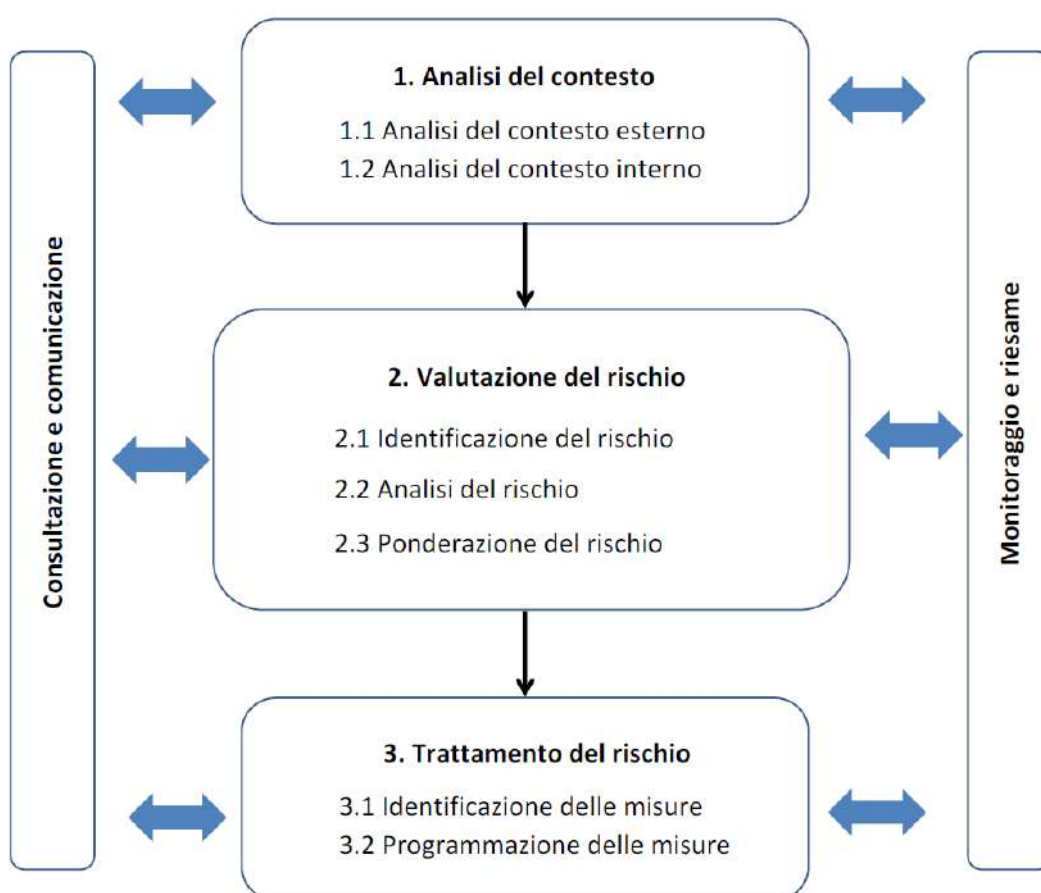 Consultazione e comunicazione
1. Analisi del contesto
1.1 Analisi del contesto esterno
1.2 Analisi del contesto interno
2. Valutazione del rischio
2.1 Identificazione del rischio
2.2 Analisi del rischio
2.3 Ponderazione del rischio
3. Trattamento del rischio
3.1 Identificazione delle misure
3.2 Programmazione delle misure
Monitoraggio e riesame